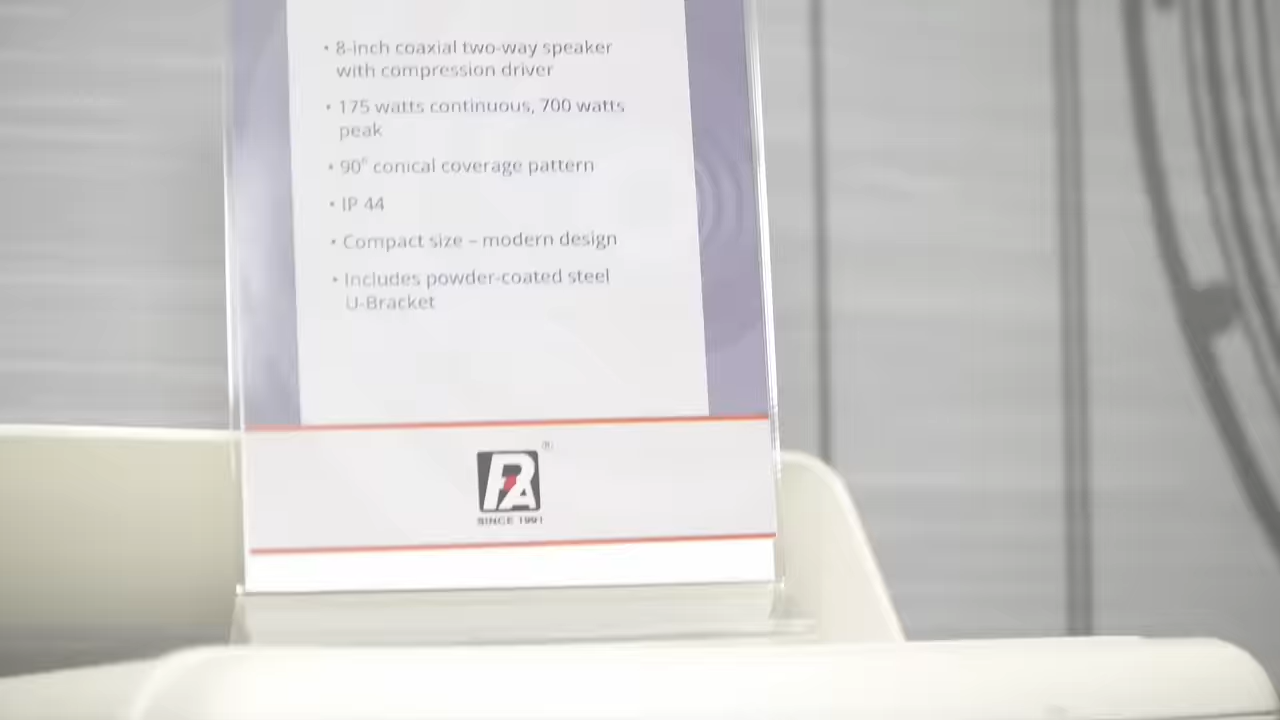 • 8-inch coaxial two-way speaker
with compression driver
• 175 watts continuous, 700 watts
peak
• 90° conical coverage pattern
• IP 44
• Compact size – modern design
• Includes powder-coated steel
U-Bracket
®
PA
SINCE 1991